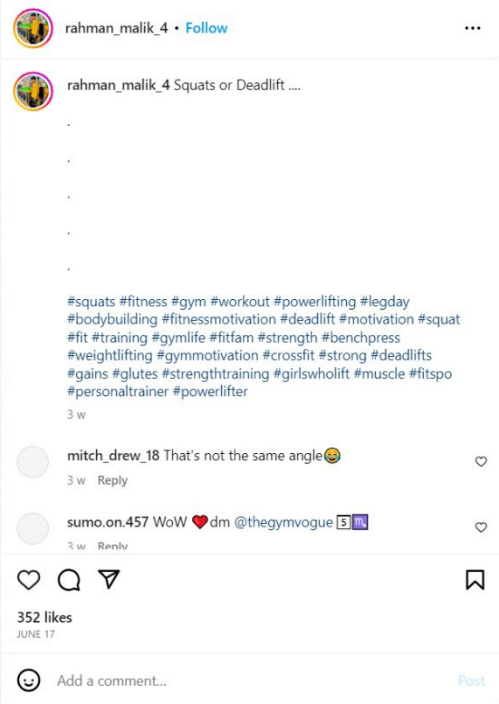 rahman_malik_4 • Follow
rahman_malik_4 Squats or Deadlift ....
.
.
.
.
.
#squats #fitness #gym #workout #powerlifting #legday
#bodybuilding #fitnessmotivation #deadlift #motivation #squat
#fit #training #gymlife #fitfam #strength #benchpress
#weightlifting #gymmotivation #crossfit #strong #deadlifts
#gains #glutes #strengthtraining #girlswholift #muscle #fitspo
#personaltrainer #powerlifter
3 w
mitch_drew_18 That's not the same angle😂
3 w Reply
sumo.on.457 WoW ❤️dm @thegymvogue 🅂♏
3 w Reply
352 likes
JUNE 17
Add a comment...
Post